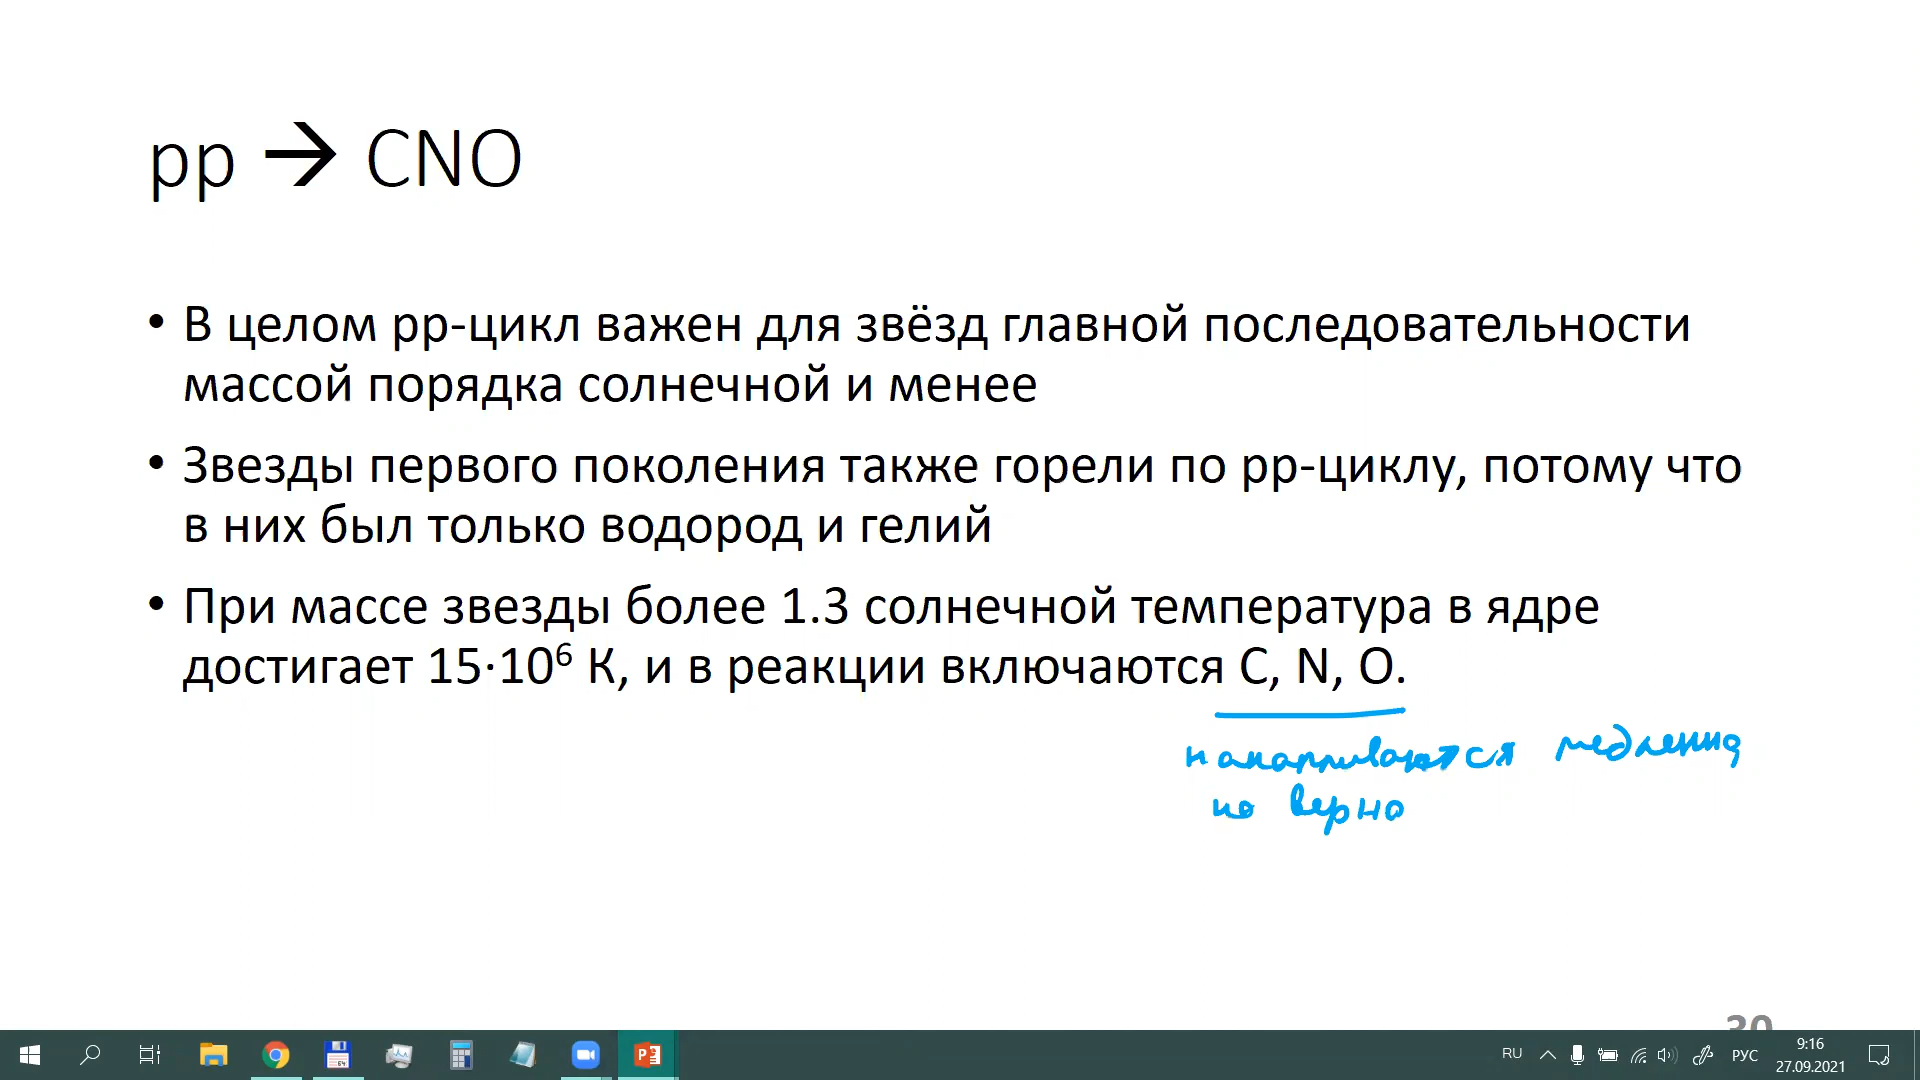 pp → CNO
• В целом pp-цикл важен для звёзд главной последовательности
массой порядка солнечной и менее
• Звезды первого поколения также горели по pp-циклу, потому что
в них был только водород и гелий
• При массе звезды более 1.3 солнечной температура в ядре
достигает 15·10⁶ К, и в реакции включаются C, N, O.
накапливаются медленно
но верно
30
RU РУС 9:16
27.09.2021